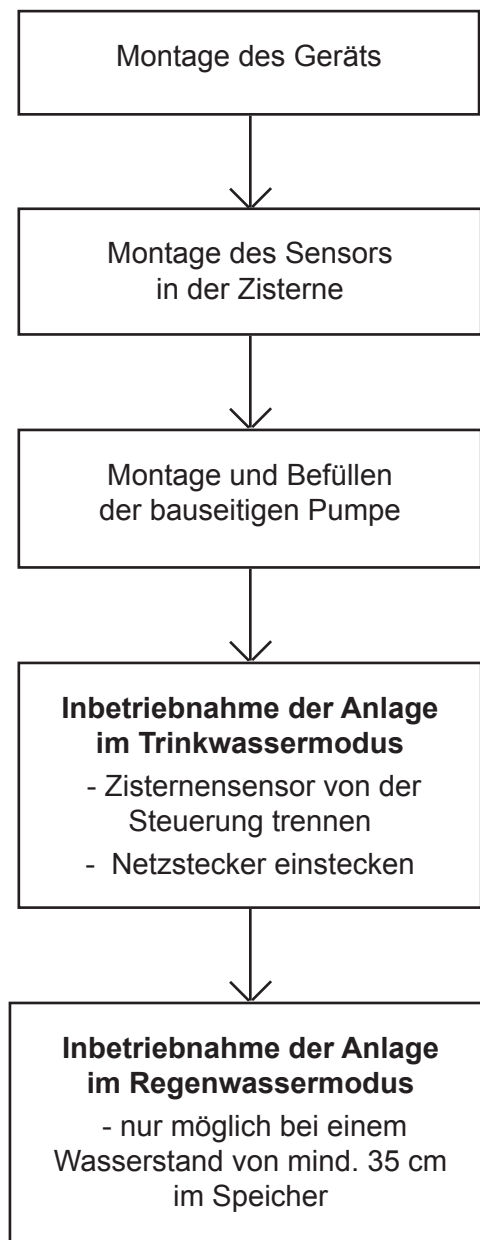 Montage des Geräts
Montage des Sensors
in der Zisterne
Montage und Befüllen
der bauseitigen Pumpe
Inbetriebnahme der Anlage
im Trinkwassermodus
- Zisternensensor von der
Steuerung trennen
- Netzstecker einstecken
Inbetriebnahme der Anlage
im Regenwassermodus
- nur möglich bei einem
Wasserstand von mind. 35 cm
im Speicher